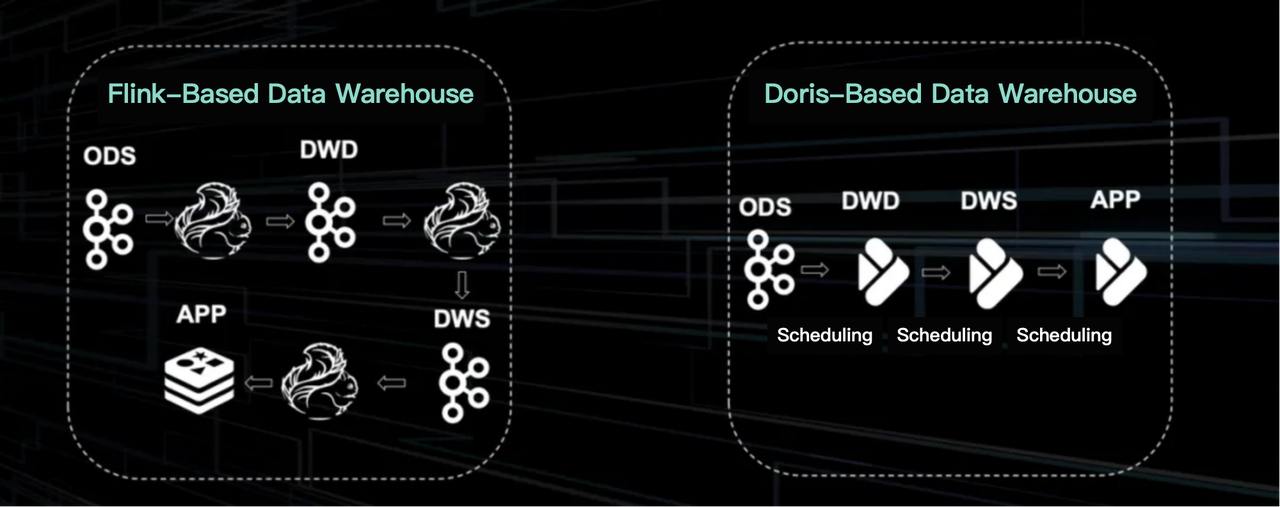 Flink–Based Data Warehouse
ODS
DWD
APP
DWS
Doris–Based Data Warehouse
ODS
DWD
DWS
APP
Scheduling
Scheduling
Scheduling